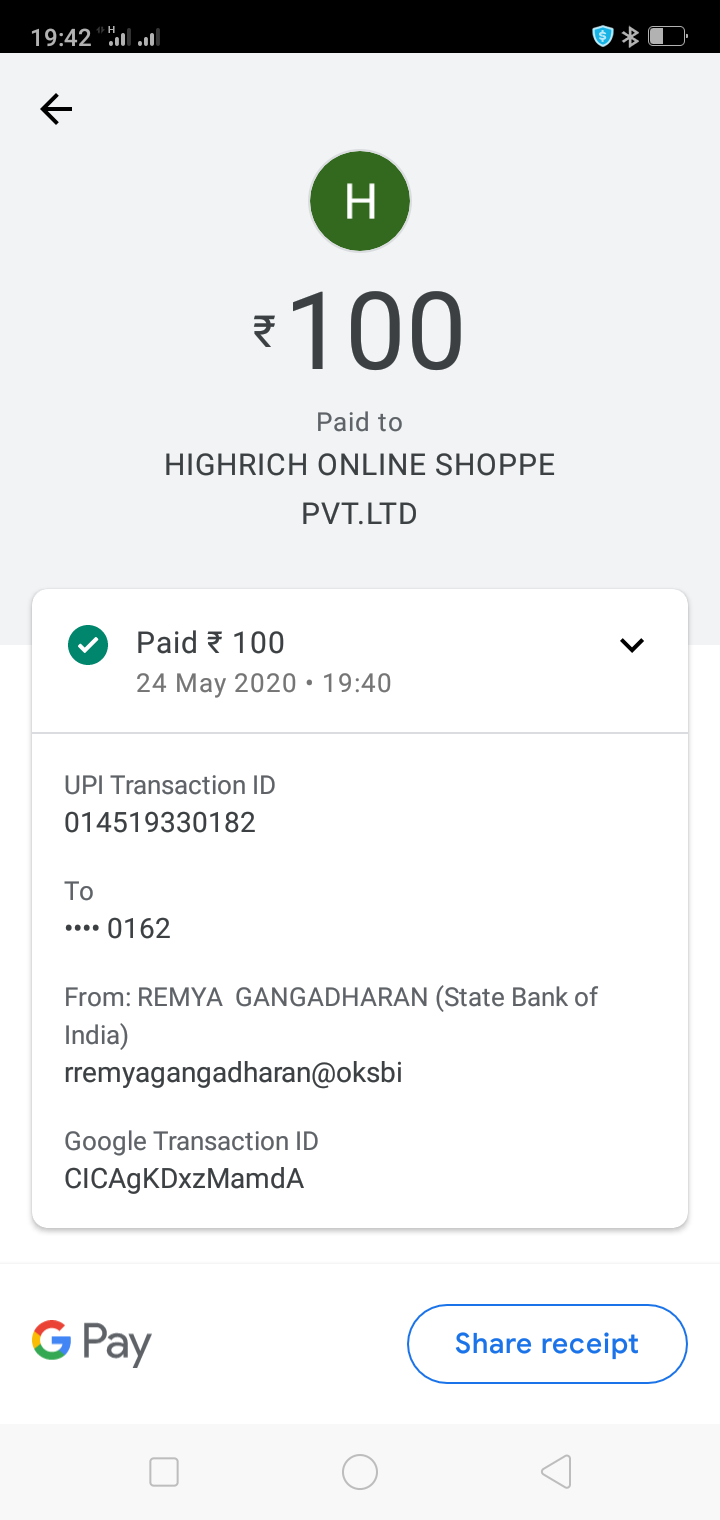 19:42
H
H
₹100
Paid to
HIGHRICH ONLINE SHOPPE
PVT.LTD
Paid ₹ 100
24 May 2020 • 19:40
UPI Transaction ID
014519330182
To
•••• 0162
From: REMYA  GANGADHARAN (State Bank of
India)
rremyagangadharan@oksbi
Google Transaction ID
CICAgKDxzMamdA
G Pay
Share receipt